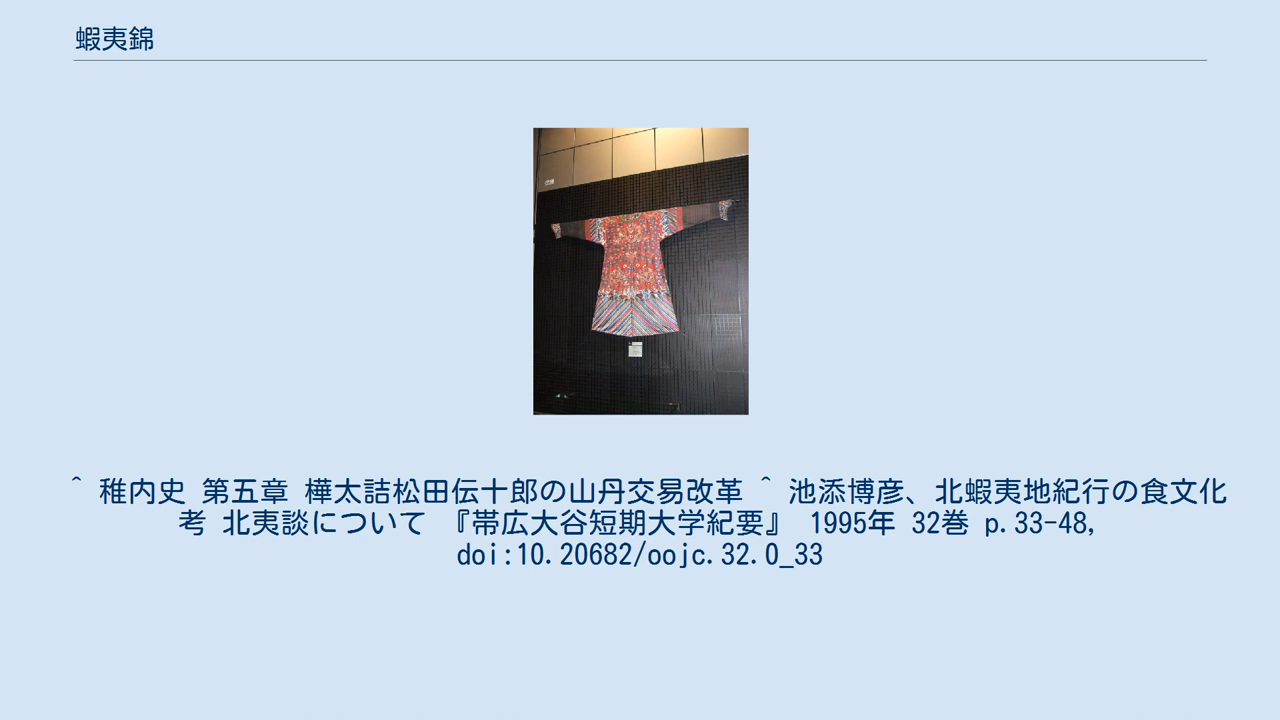 蝦夷錦
^ 稚内史 第五章 樺太詰松田伝十郎の山丹交易改革 ^ 池添博彦、北蝦夷地紀行の食文化
考 北夷談について 『帯広大谷短期大学紀要』 1995年 32巻 p.33-48,
doi:10.20682/oojc.32.0_33